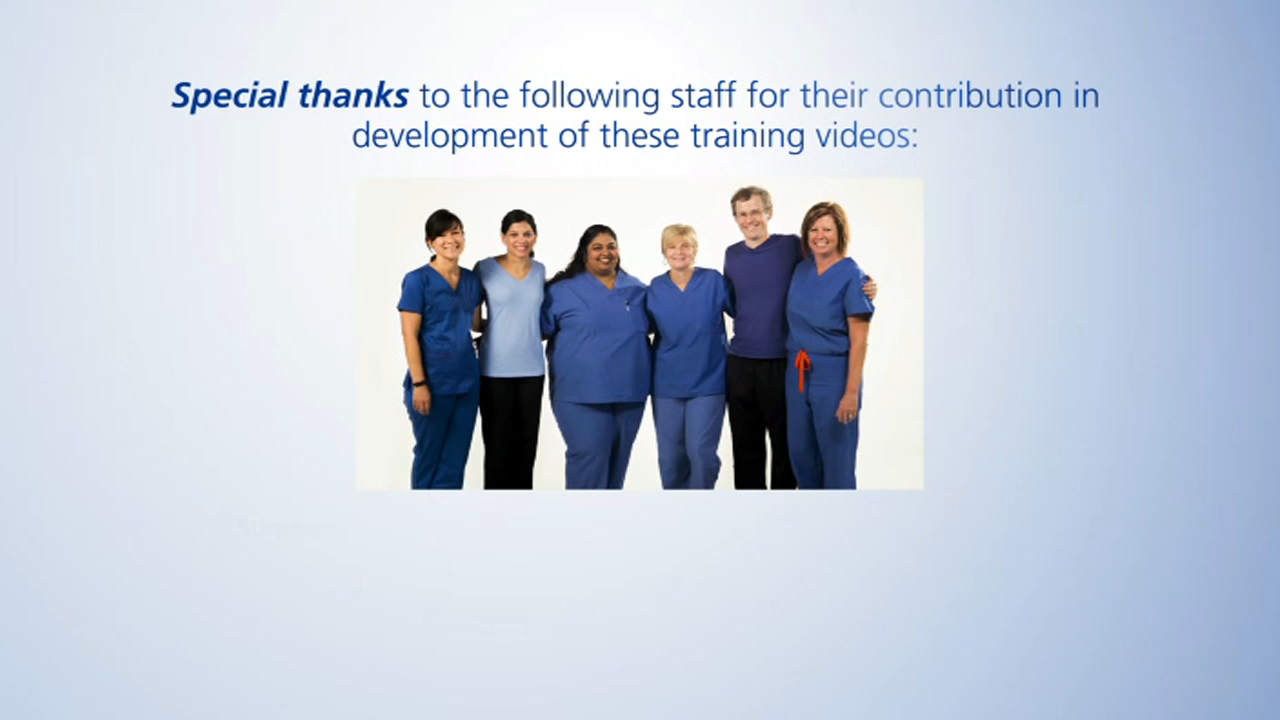 Special thanks to the following staff for their contribution in
development of these training videos: